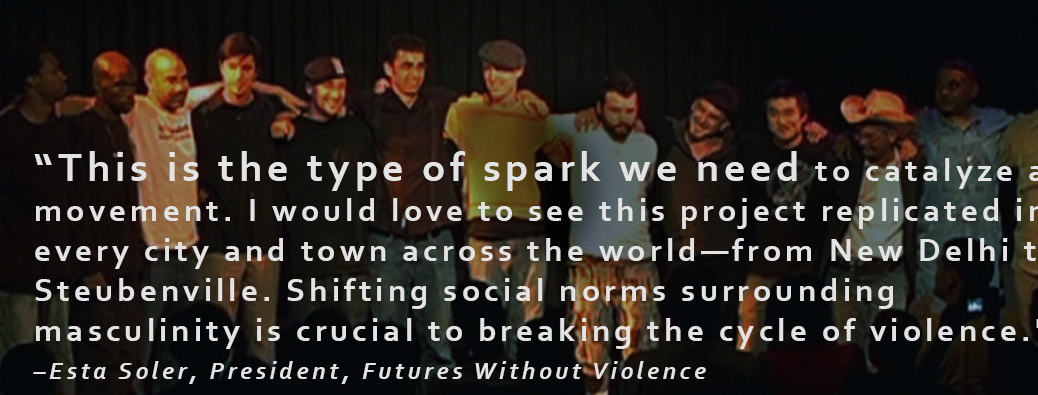 “This is the type of spark we need to catalyze a
movement. I would love to see this project replicated in
every city and town across the world—from New Delhi t
Steubenville. Shifting social norms surrounding
masculinity is crucial to breaking the cycle of violence."
–Esta Soler, President, Futures Without Violence